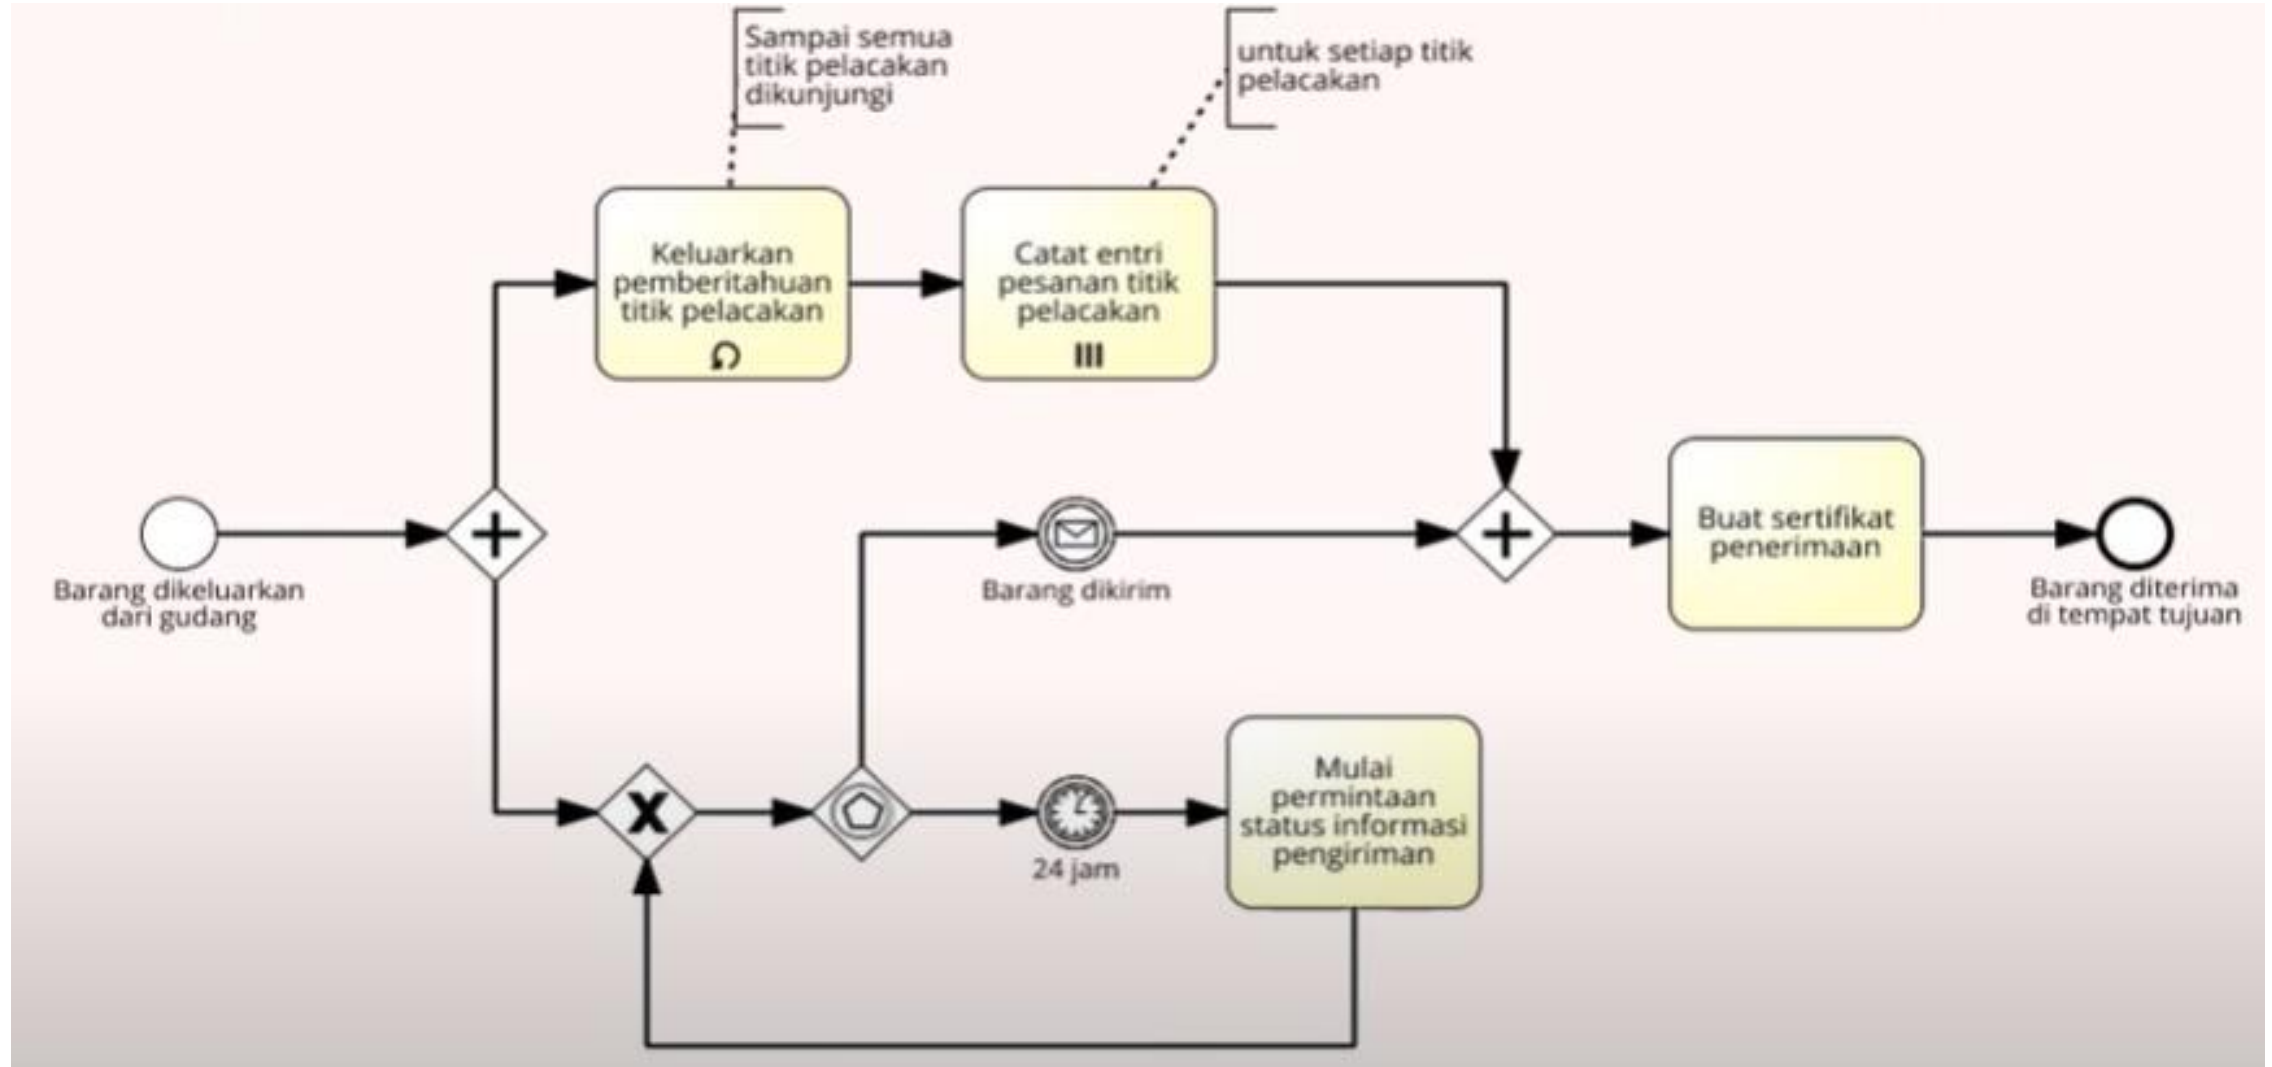 Sampai semua
titik pelacakan
dikunjungi
untuk setiap titik
pelacakan
Keluarkan
pemberitahuan
titik pelacakan
Catat entri
pesanan titik
pelacakan
Barang dikeluarkan
dari gudang
Barang dikirim
Buat sertifikat
penerimaan
Barang diterima
di tempat tujuan
24 jam
Mulai
permintaan
status informasi
pengiriman